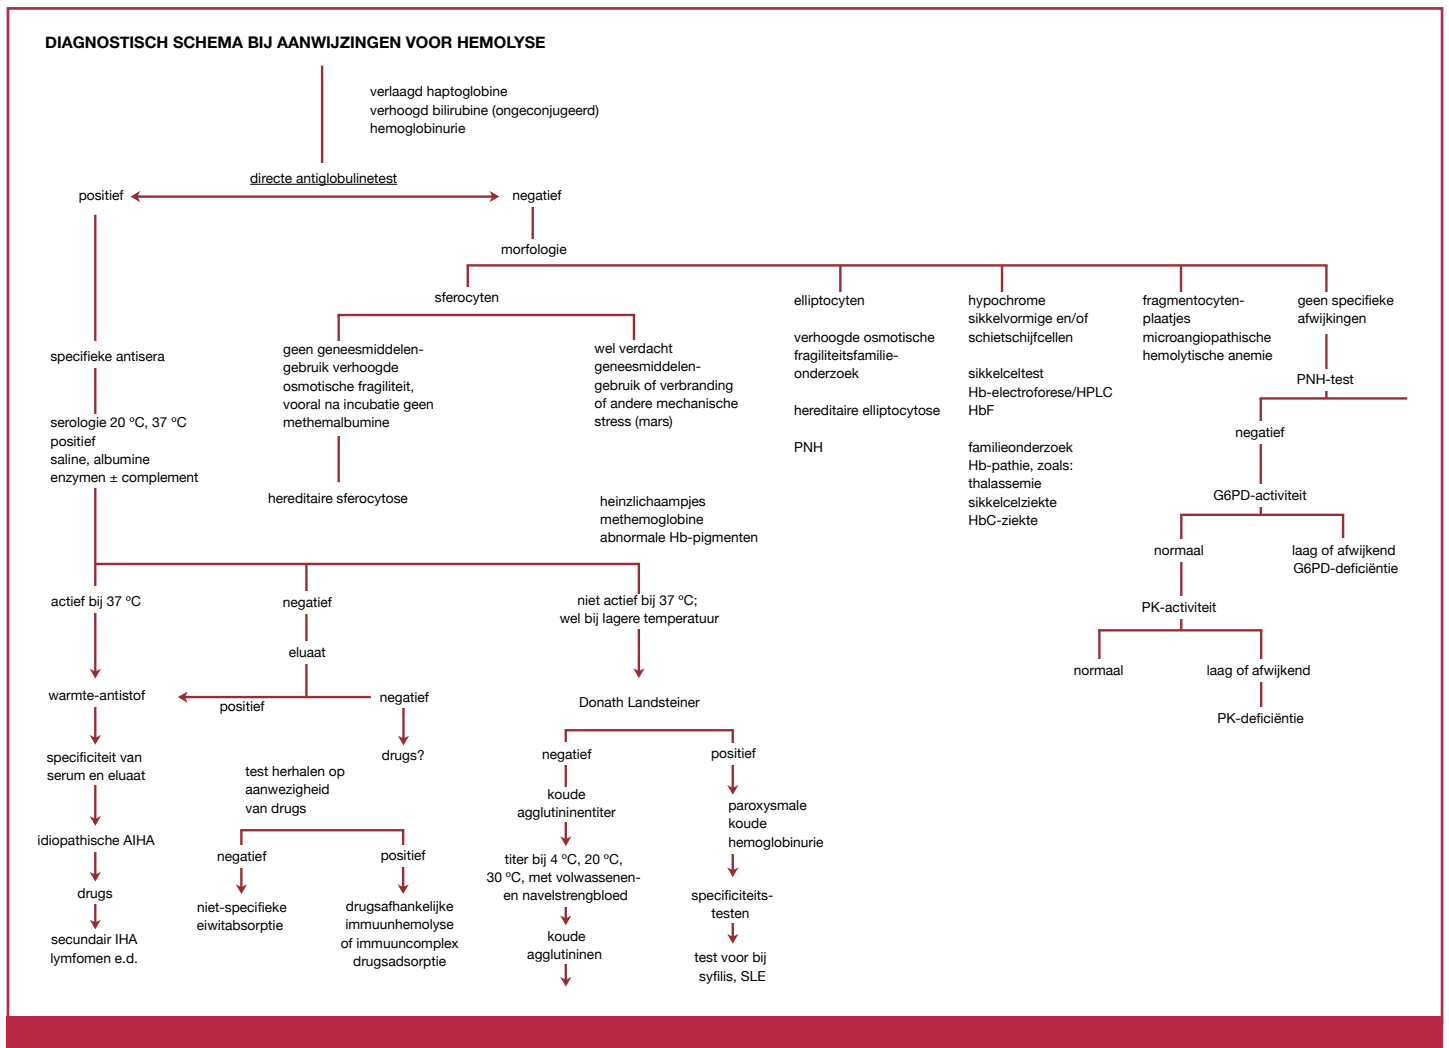 DIAGNOSTISCH SCHEMA BIJ AANWIJZINGEN VOOR HEMOLYSE
verlaagd haptoglobine
verhoogd bilirubine (ongeconjugeerd)
hemoglobinurie
directe antiglobulinetest
positief
negatief
morfologie
specifieke antisera
serologie 20 ºC, 37 ºC
positief
saline, albumine
enzymen ± complement
sferocyten
geen geneesmiddelen-
gebruik verhoogde
osmotische fragiliteit,
vooral na incubatie geen
methemalbumine
hereditaire sferocytose
wel verdacht
geneesmiddelen-
gebruik of verbranding
of andere mechanische
stress (mars)
heinzlichaampjes
methemoglobine
abnormale Hb-pigmenten
elliptocyten
verhoogde osmotische
fragiliteitsfamilie-
onderzoek
hereditaire elliptocytose
PNH
hypochrome
sikkelvormige en/of
schietschijfcellen
sikkelceltest
Hb-electroforese/HPLC
HbF
familieonderzoek
Hb-pathie, zoals:
thalassemie
sikkelcelziekte
HbC-ziekte
fragmentocyten-
plaatjes
microangiopathische
hemolytische anemie
geen specifieke
afwijkingen
PNH-test
negatief
G6PD-activiteit
normaal
laag of afwijkend
G6PD-deficiëntie
PK-activiteit
normaal
laag of afwijkend
PK-deficiëntie
actief bij 37 ºC
negatief
niet actief bij 37 ºC;
wel bij lagere temperatuur
eluaat
warmte-antistof
positief
negatief
drugs?
specificiteit van
serum en eluaat
idiopathische AIHA
drugs
secundair IHA
lymfomen e.d.
test herhalen op
aanwezigheid
van drugs
negatief
positief
niet-specifieke
eiwitabsorptie
drugsafhankelijke
immuunhemolyse
of immuuncomplex
drugsadsorptie
Donath Landsteiner
negatief
positief
koude
agglutininentiter
titer bij 4 ºC, 20 ºC,
30 ºC, met volwassenen-
en navelstrengbloed
koude
agglutininen
paroxysmale
koude
hemoglobinurie
specificiteits-
testen
test voor bij
syfilis, SLE